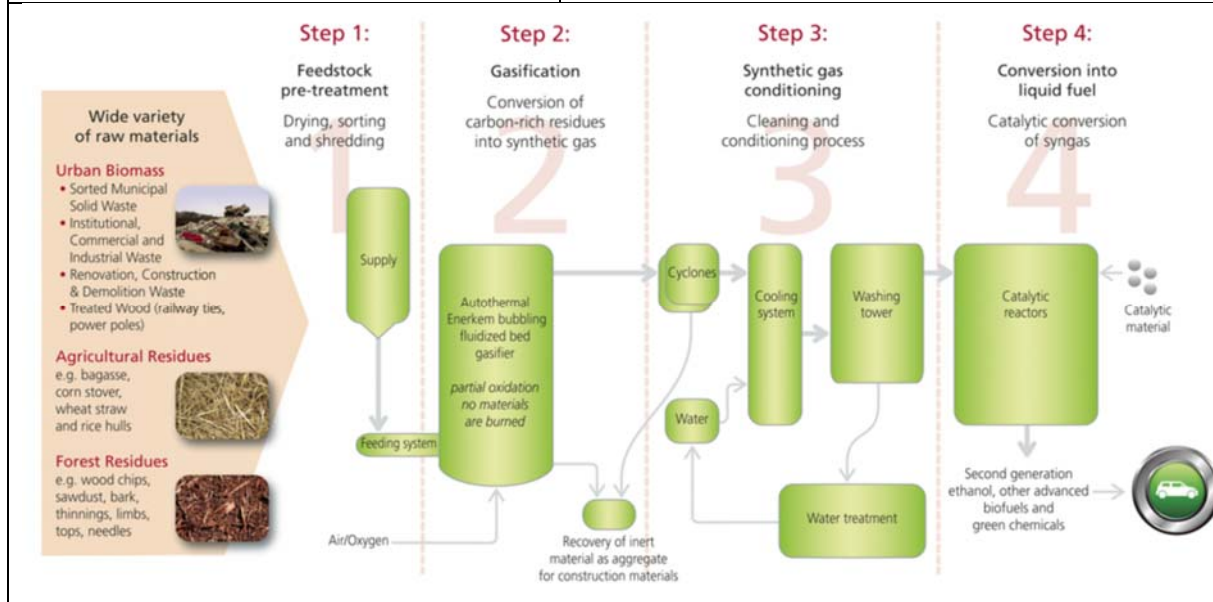 Step 1:
Feedstock
pre-treatment
Drying, sorting
and shredding
1
Step 2:
Gasification
Conversion of
carbon-rich residues
into synthetic gas
2
Step 3:
Synthetic gas
conditioning
Cleaning and
conditioning process
3
Step 4:
Conversion into
liquid fuel
Catalytic conversion
of syngas
4
Wide variety
of raw materials
Urban Biomass
• Sorted Municipal
Solid Waste
• Institutional,
Commercial and
Industrial Waste
• Renovation, Construction
& Demolition Waste
• Treated Wood (railway ties,
power poles)
Agricultural Residues
e.g. bagasse,
corn stover,
wheat straw
and rice hulls
Forest Residues
e.g. wood chips,
sawdust, bark,
thinnings, limbs,
tops, needles
Supply
Feeding system
Air/Oxygen
Autothermal
Enerkem bubbling
fluidized bed
gasifier
partial oxidation
no materials
are burned
Recovery of inert
material as aggregate
for construction materials
Cyclones
Cooling
system
Washing
tower
Water
Water treatment
Catalytic
reactors
Catalytic
material
Second generation
ethanol, other advanced
biofuels and
green chemicals